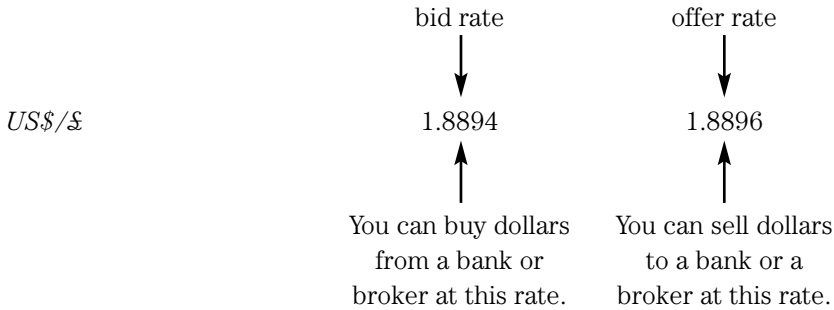 bid rate offer rate
US$/£ 1.8894 1.8896
You can buy dollars You can sell dollars
from a bank or to a bank or a
broker at this rate. broker at this rate.